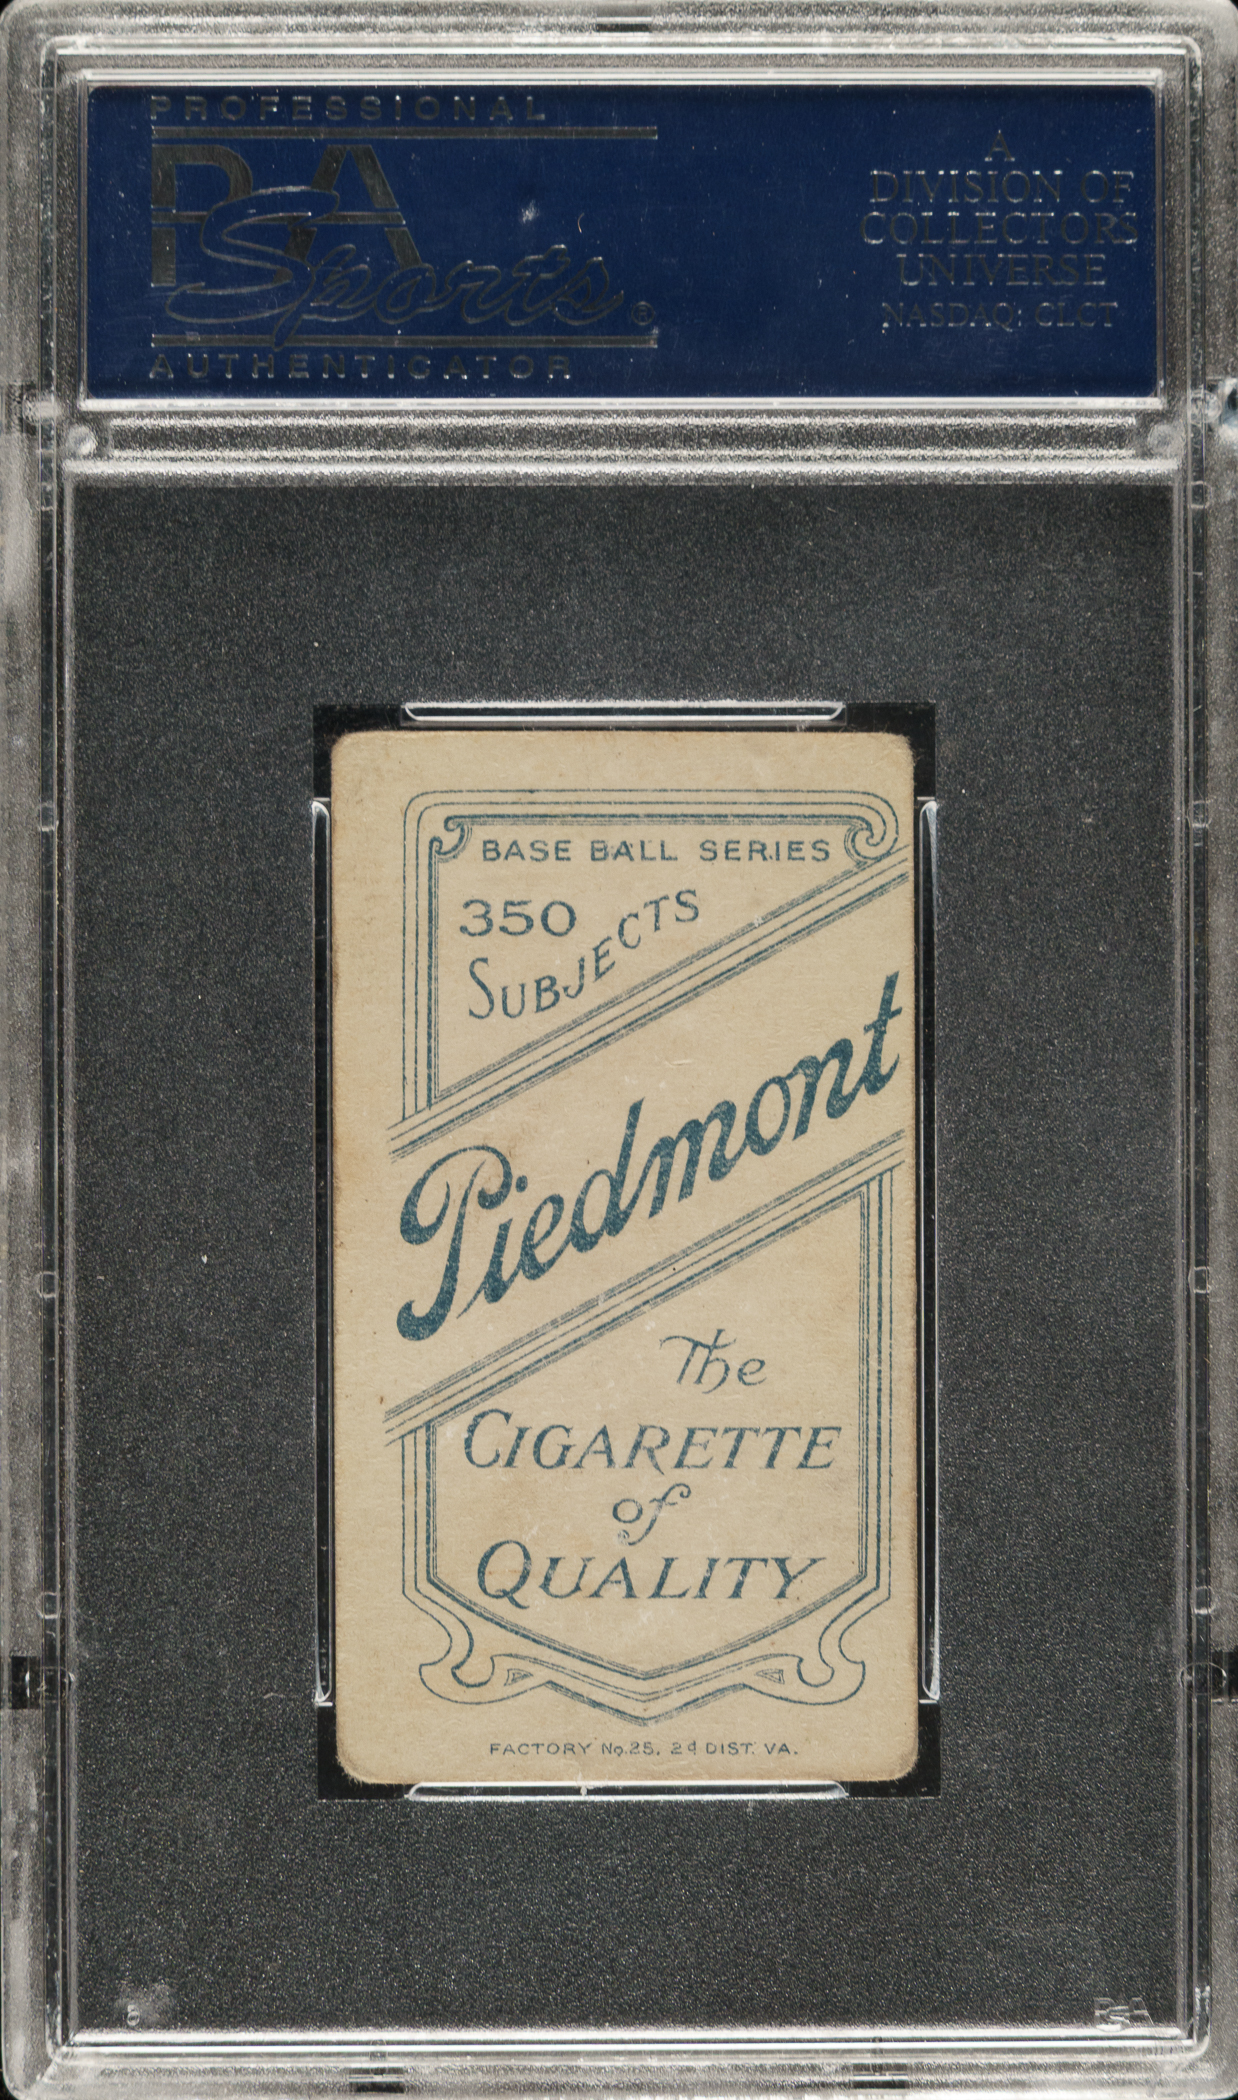 PROFESSIONAL
PSA
Sports®
AUTHENTICATOR
A
DIVISION OF
COLLECTORS
UNIVERSE
NASDAQ: CLCT
BASE BALL SERIES
350
SUBJECTS
Piedmont
The
CIGARETTE
of
QUALITY
FACTORY No. 25, 2d DIST. VA.
8
PSA